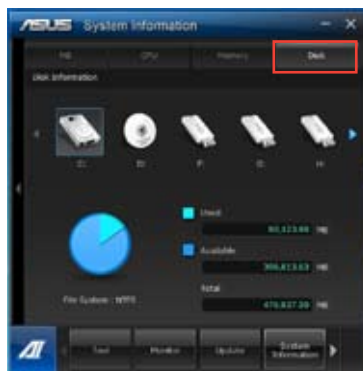 ASUS System Information
MB CPU Memory Disk
Disk Information
C: D: F: G: H:
Used
MB
Available
MB
Total
MB
File System : NTFS
Tool Monitor Update System Information